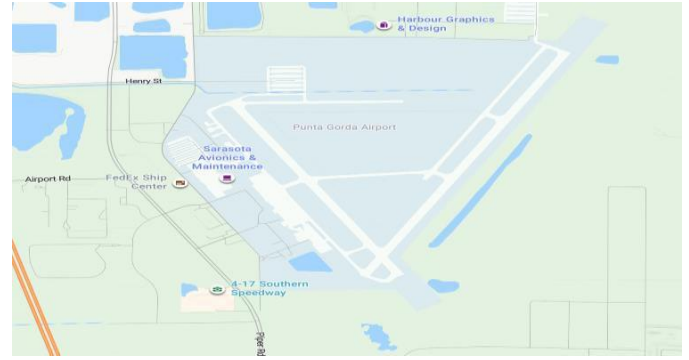 Harbour Graphics
& Design
Henry St
Punta Gorda Airport
Sarasota
Avionics &
Maintenance
Airport Rd
FedEx Ship
Center
4-17 Southern
Speedway
Piper Rd